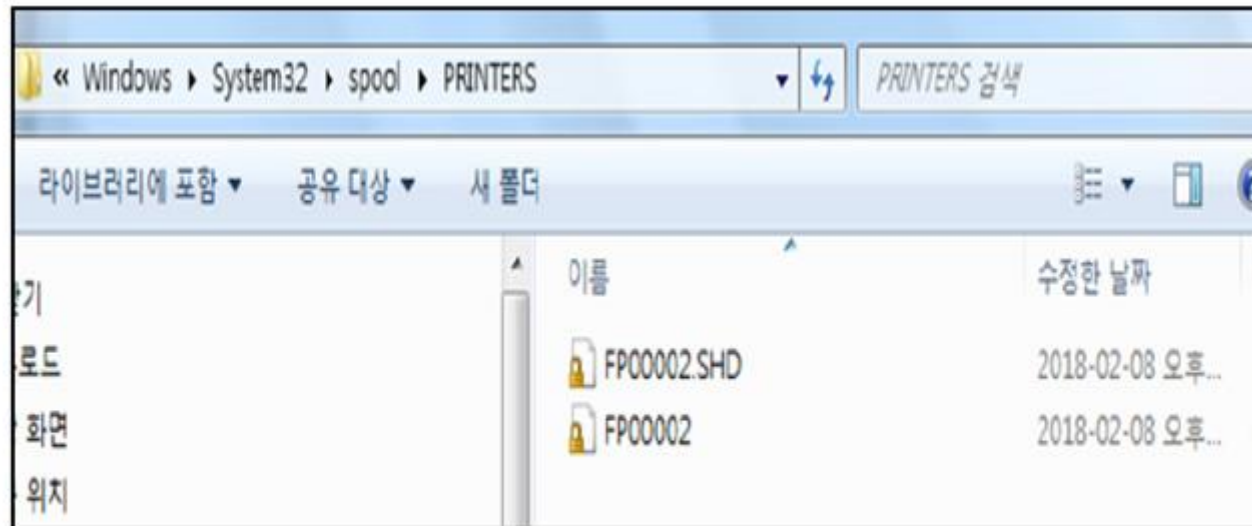 « Windows ▸ System32 ▸ spool ▸ PRINTERS PRINTERS 검색
라이브러리에 포함 ▾ 공유 대상 ▾ 새 폴더
이름 수정한 날짜
로드 FP00002.SHD 2018-02-08 오후...
화면 FP00002 2018-02-08 오후...
위치